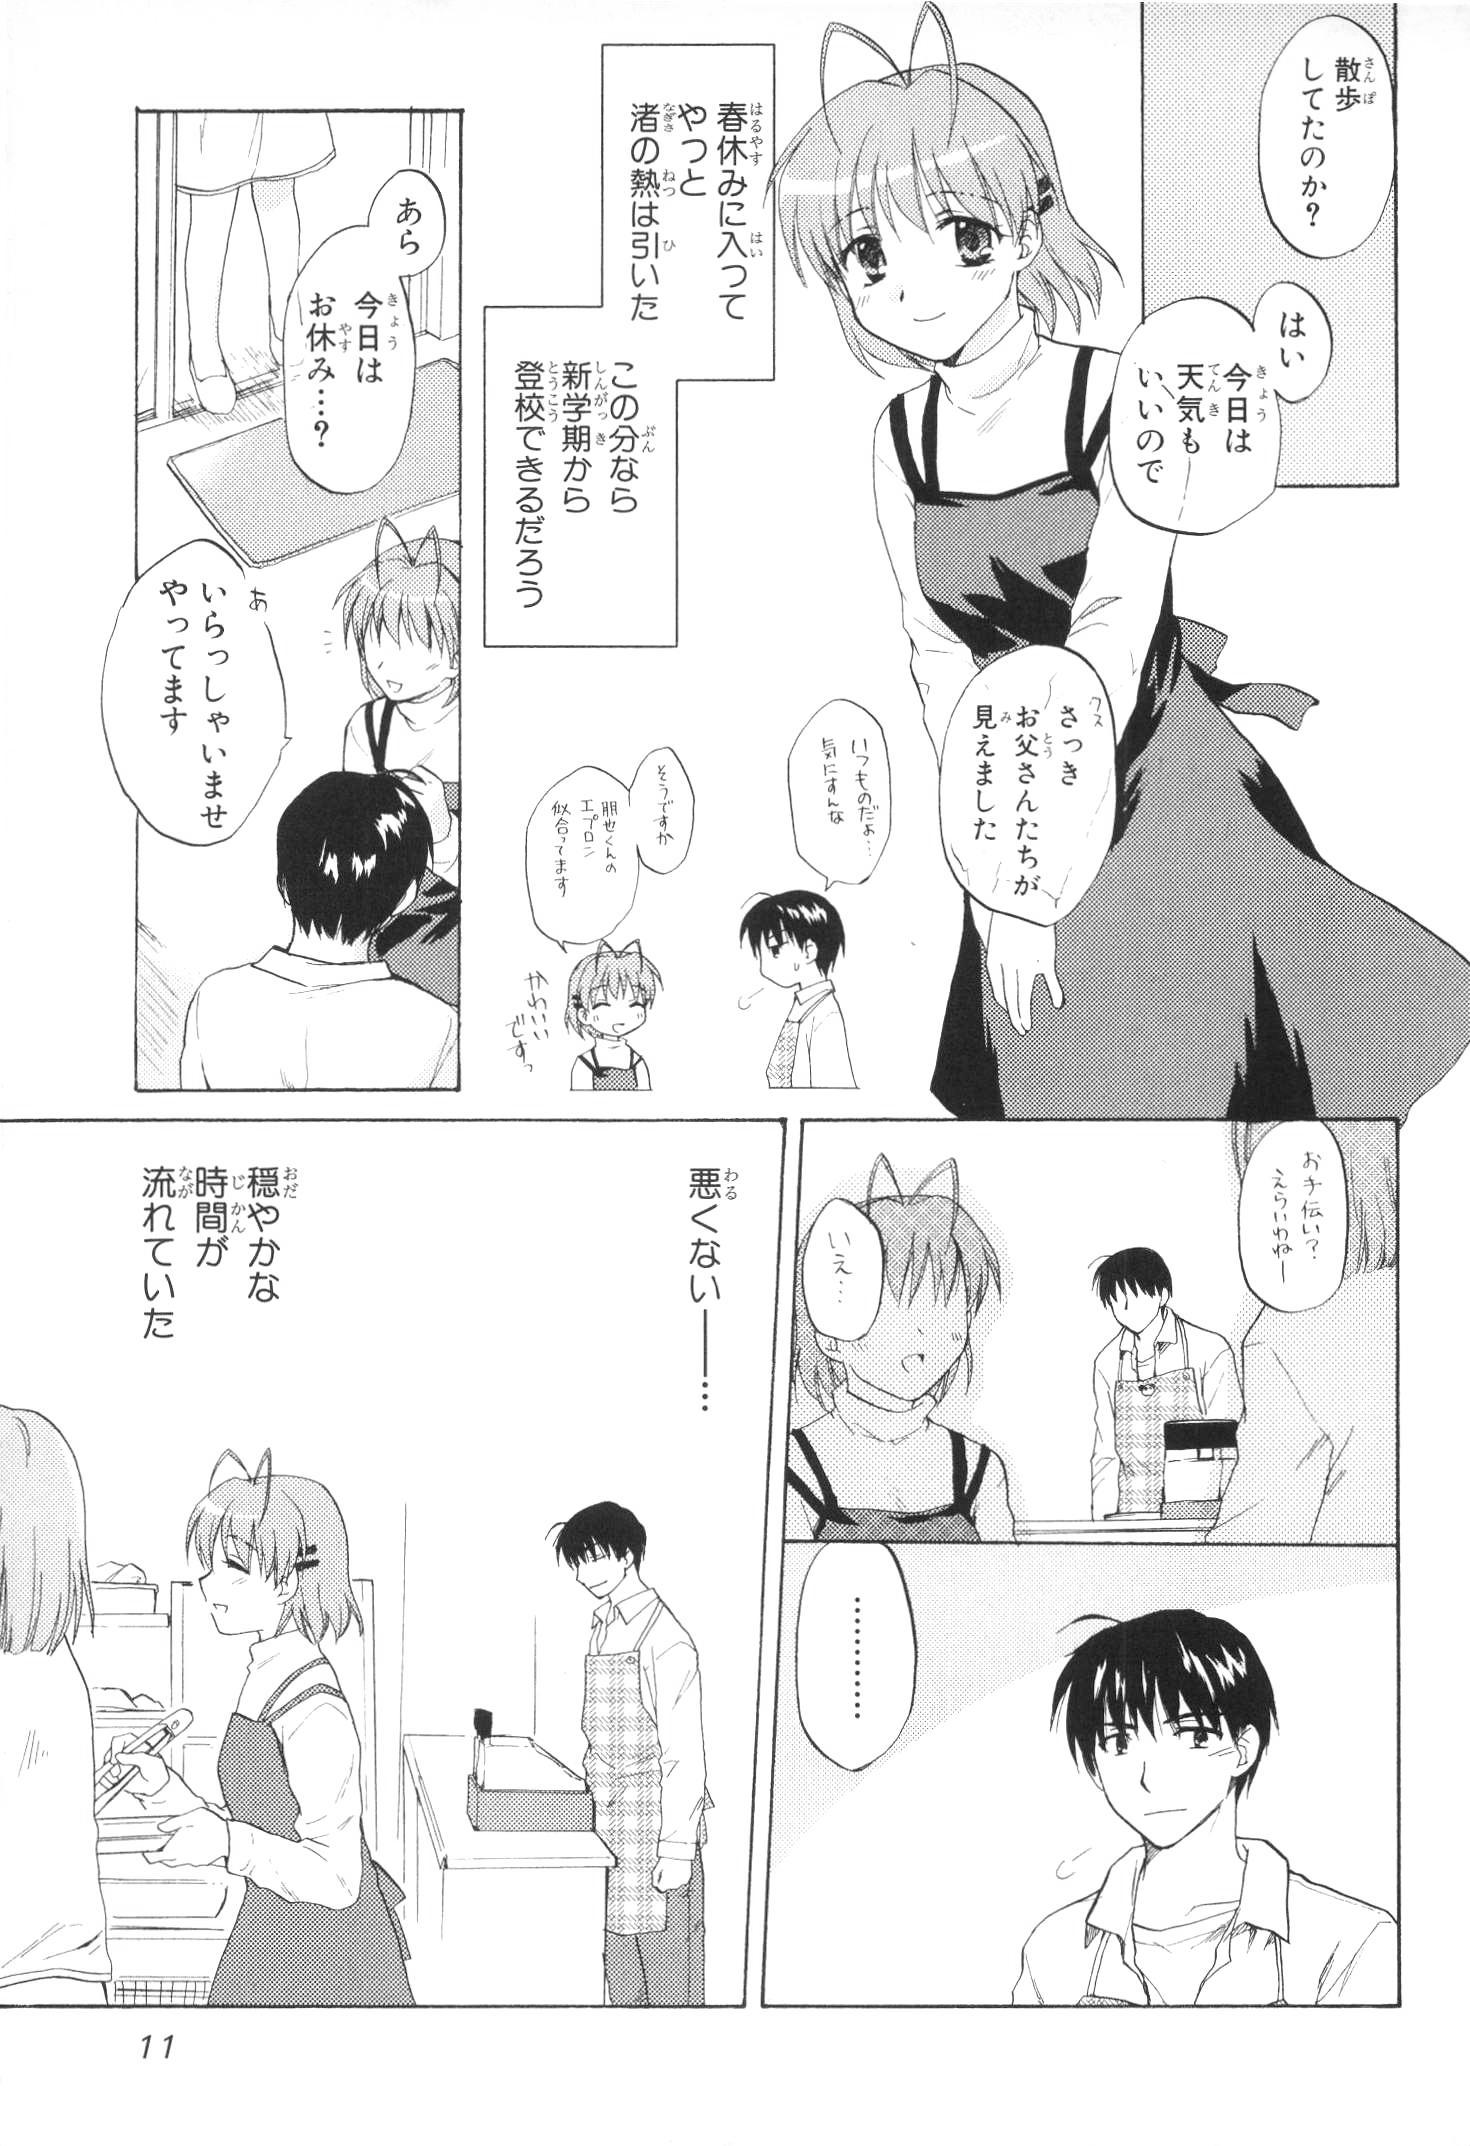 散歩
してたのか?
はい
今日は
天気も
いいので
クス
さっき
お父さんたちが
見えました
春休みに入って
やっと
渚の熱は引いた
この分なら
新学期から
登校できるだろう
いつものだよ…
気にすんな
そうですか
朋也くんの
エプロン
似合ってます
かわいい
ですっ
あら
今日は
お休み…?
あ
いらっしゃいませ
やってます
お手伝い?
えらいわねー
いえ…
…………
悪くない――…
穏やかな
時間が
流れていた
11